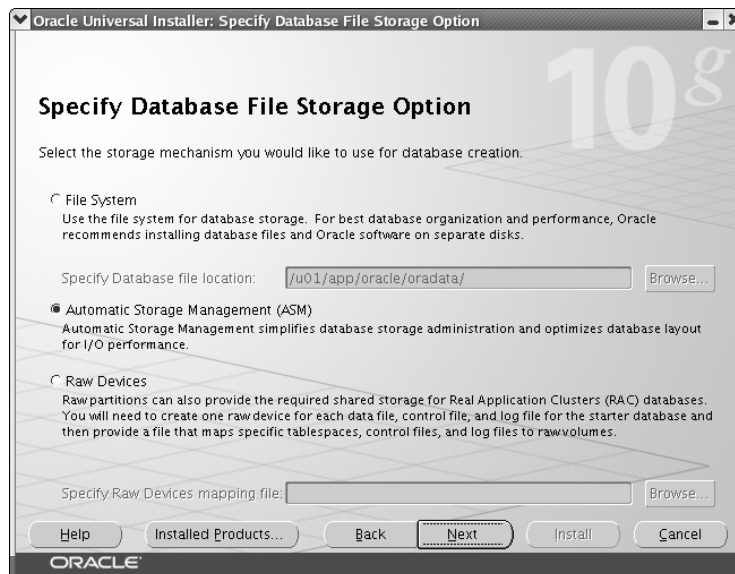 Oracle Universal Installer: Specify Database File Storage Option
10g
Specify Database File Storage Option
Select the storage mechanism you would like to use for database creation.
File System
Use the file system for database storage. For best database organization and performance, Oracle
recommends installing database files and Oracle software on separate disks.
Specify Database file location: /u01/app/oracle/oradata/ Browse...
Automatic Storage Management (ASM)
Automatic Storage Management simplifies database storage administration and optimizes database layout
for I/O performance.
Raw Devices
Raw partitions can also provide the required shared storage for Real Application Clusters (RAC) databases.
You will need to create one raw device for each data file, control file, and log file for the starter database and
then provide a file that maps specific tablespaces, control files, and log files to raw volumes.
Specify Raw Devices mapping file: Browse...
Help Installed Products... Back Next Install Cancel
ORACLE